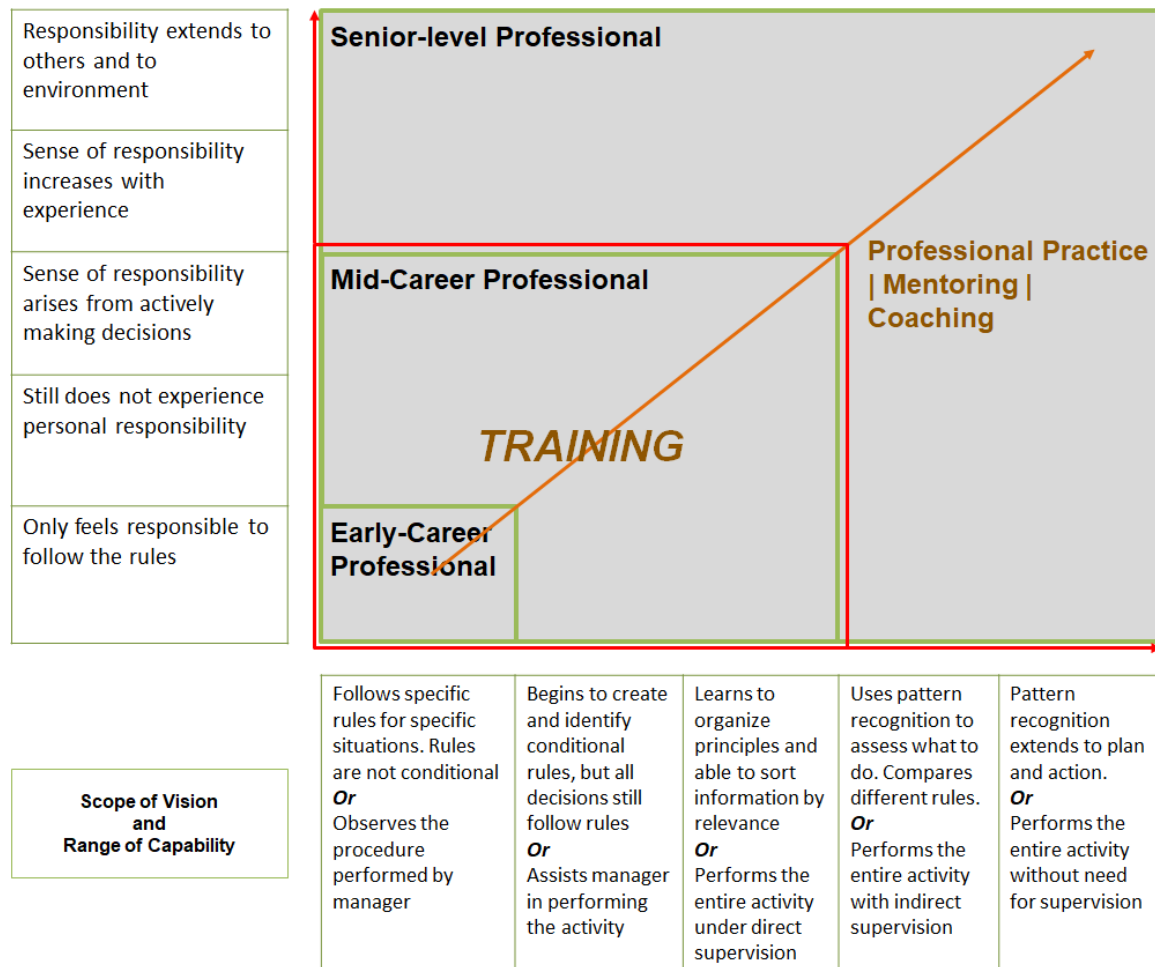 Responsibility extends to
others and to
environment
Sense of responsibility
increases with
experience
Sense of responsibility
arises from actively
making decisions
Still does not experience
personal responsibility
Only feels responsible to
follow the rules
Senior-level Professional
Professional Practice
| Mentoring |
Coaching
Mid-Career Professional
TRAINING
Early-Career
Professional
Scope of Vision
and
Range of Capability
Follows specific
rules for specific
situations. Rules
are not conditional
Or
Observes the
procedure
performed by
manager
Begins to create
and identify
conditional
rules, but all
decisions still
follow rules
Or
Assists manager
in performing
the activity
Learns to
organize
principles and
able to sort
information by
relevance
Or
Performs the
entire activity
under direct
supervision
Uses pattern
recognition to
assess what to
do. Compares
different rules.
Or
Performs the
entire activity
with indirect
supervision
Pattern
recognition
extends to plan
and action.
Or
Performs the
entire activity
without need
for supervision